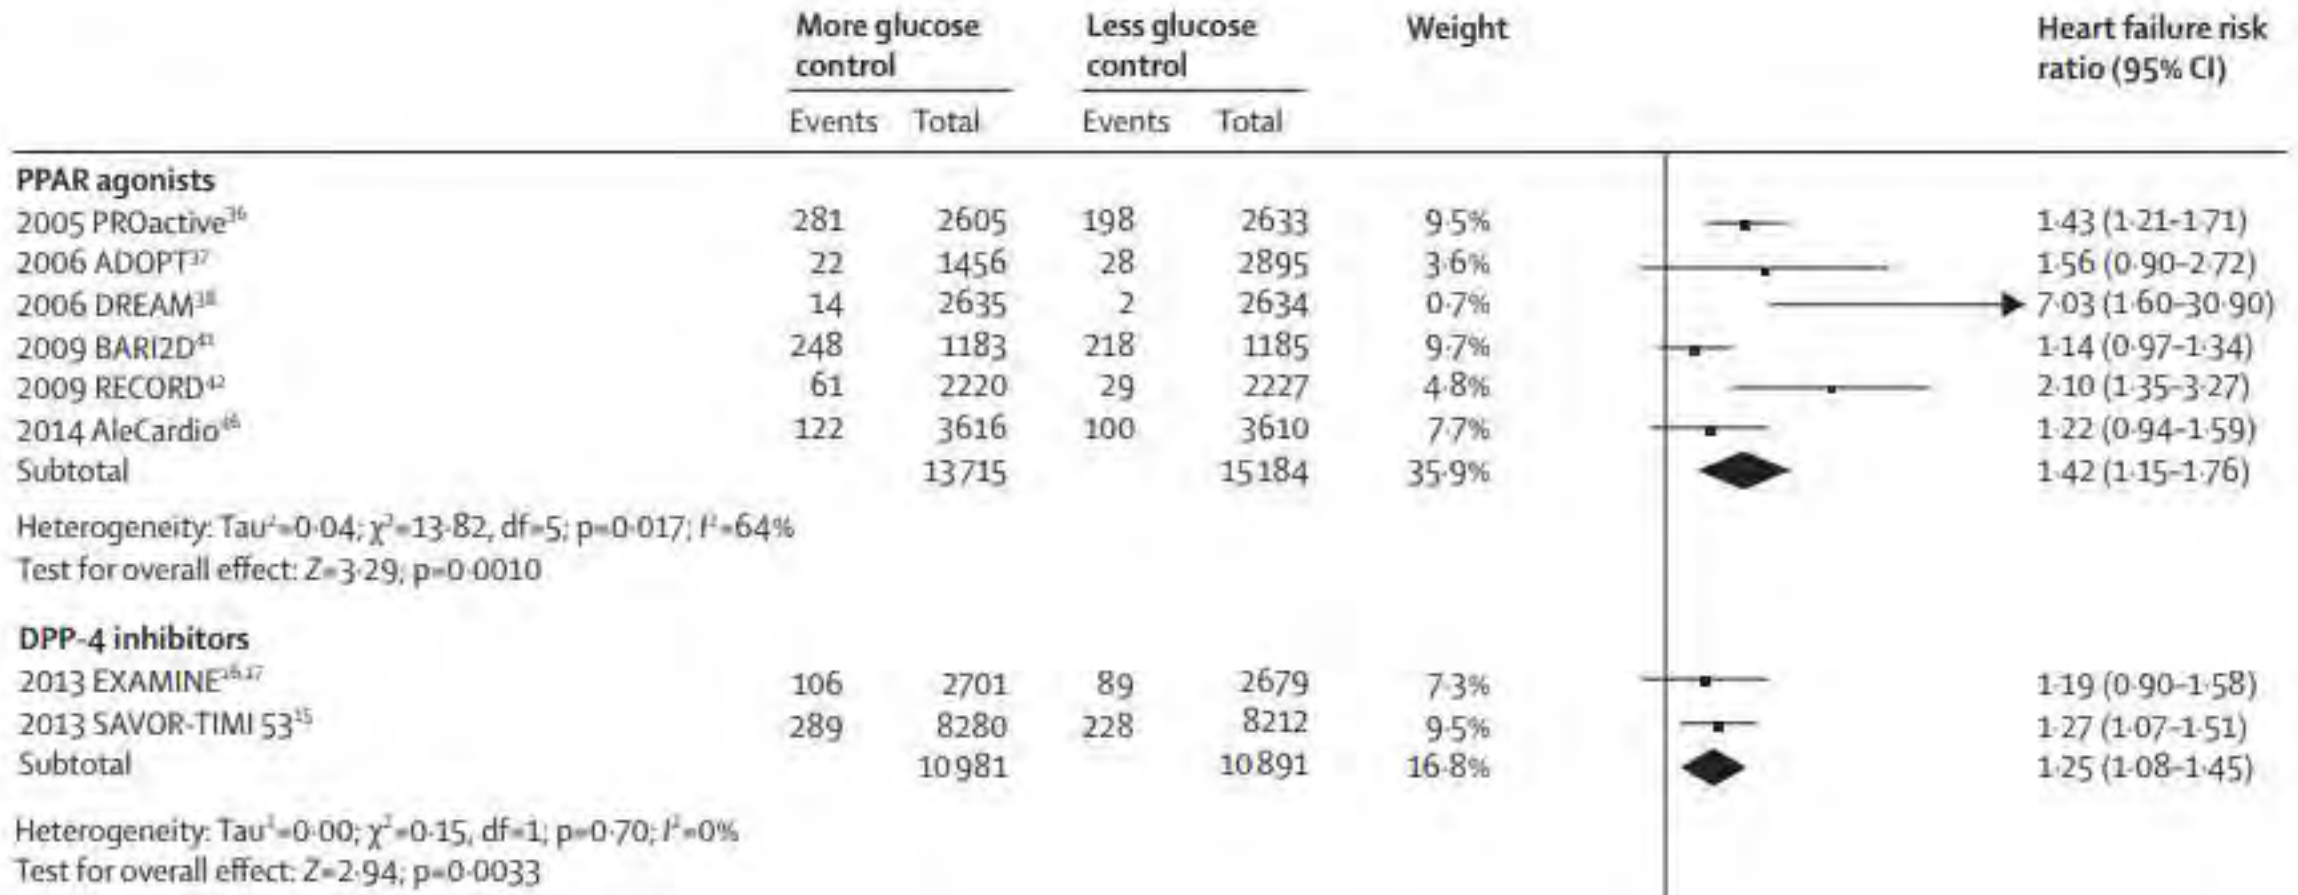 More glucose control Less glucose control Weight Heart failure risk ratio (95% CI)
Events Total Events Total
PPAR agonists
2005 PROactive³⁶ 281 2605 198 2633 9·5% 1·43 (1·21–1·71)
2006 ADOPT³⁷ 22 1456 28 2895 3·6% 1·56 (0·90–2·72)
2006 DREAM³⁸ 14 2635 2 2634 0·7% 7·03 (1·60–30·90)
2009 BARI2D⁴¹ 248 1183 218 1185 9·7% 1·14 (0·97–1·34)
2009 RECORD⁴² 61 2220 29 2227 4·8% 2·10 (1·35–3·27)
2014 AleCardio 122 3616 100 3610 7·7% 1·22 (0·94–1·59)
Subtotal 13715 15184 35·9% 1·42 (1·15–1·76)
Heterogeneity: Tau²=0·04; χ²=13·82, df=5; p=0·017; I²=64%
Test for overall effect: Z=3·29; p=0·0010
DPP-4 inhibitors
2013 EXAMINE 106 2701 89 2679 7·3% 1·19 (0·90–1·58)
2013 SAVOR-TIMI 53¹⁵ 289 8280 228 8212 9·5% 1·27 (1·07–1·51)
Subtotal 10981 10891 16·8% 1·25 (1·08–1·45)
Heterogeneity: Tau²=0·00; χ²=0·15, df=1; p=0·70; I²=0%
Test for overall effect: Z=2·94; p=0·0033